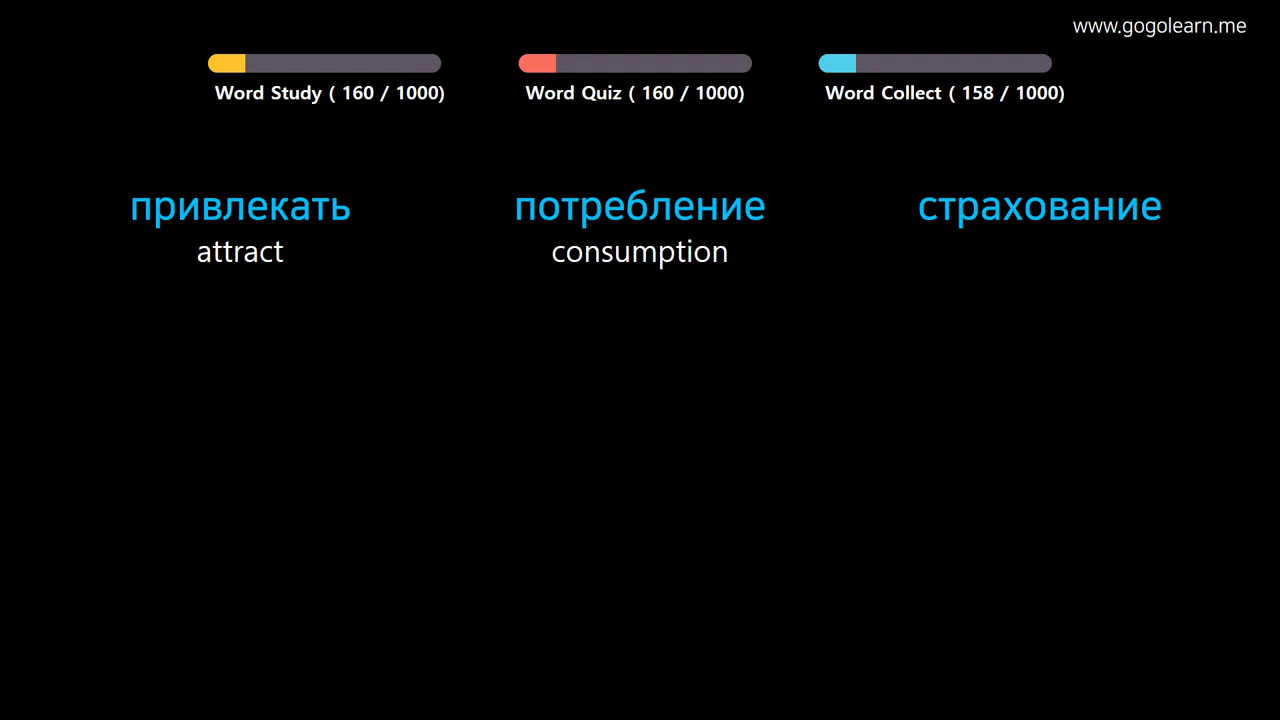 www.gogolearn.me
Word Study ( 160 / 1000)
Word Quiz ( 160 / 1000)
Word Collect ( 158 / 1000)
привлекать
attract
потребление
consumption
страхование